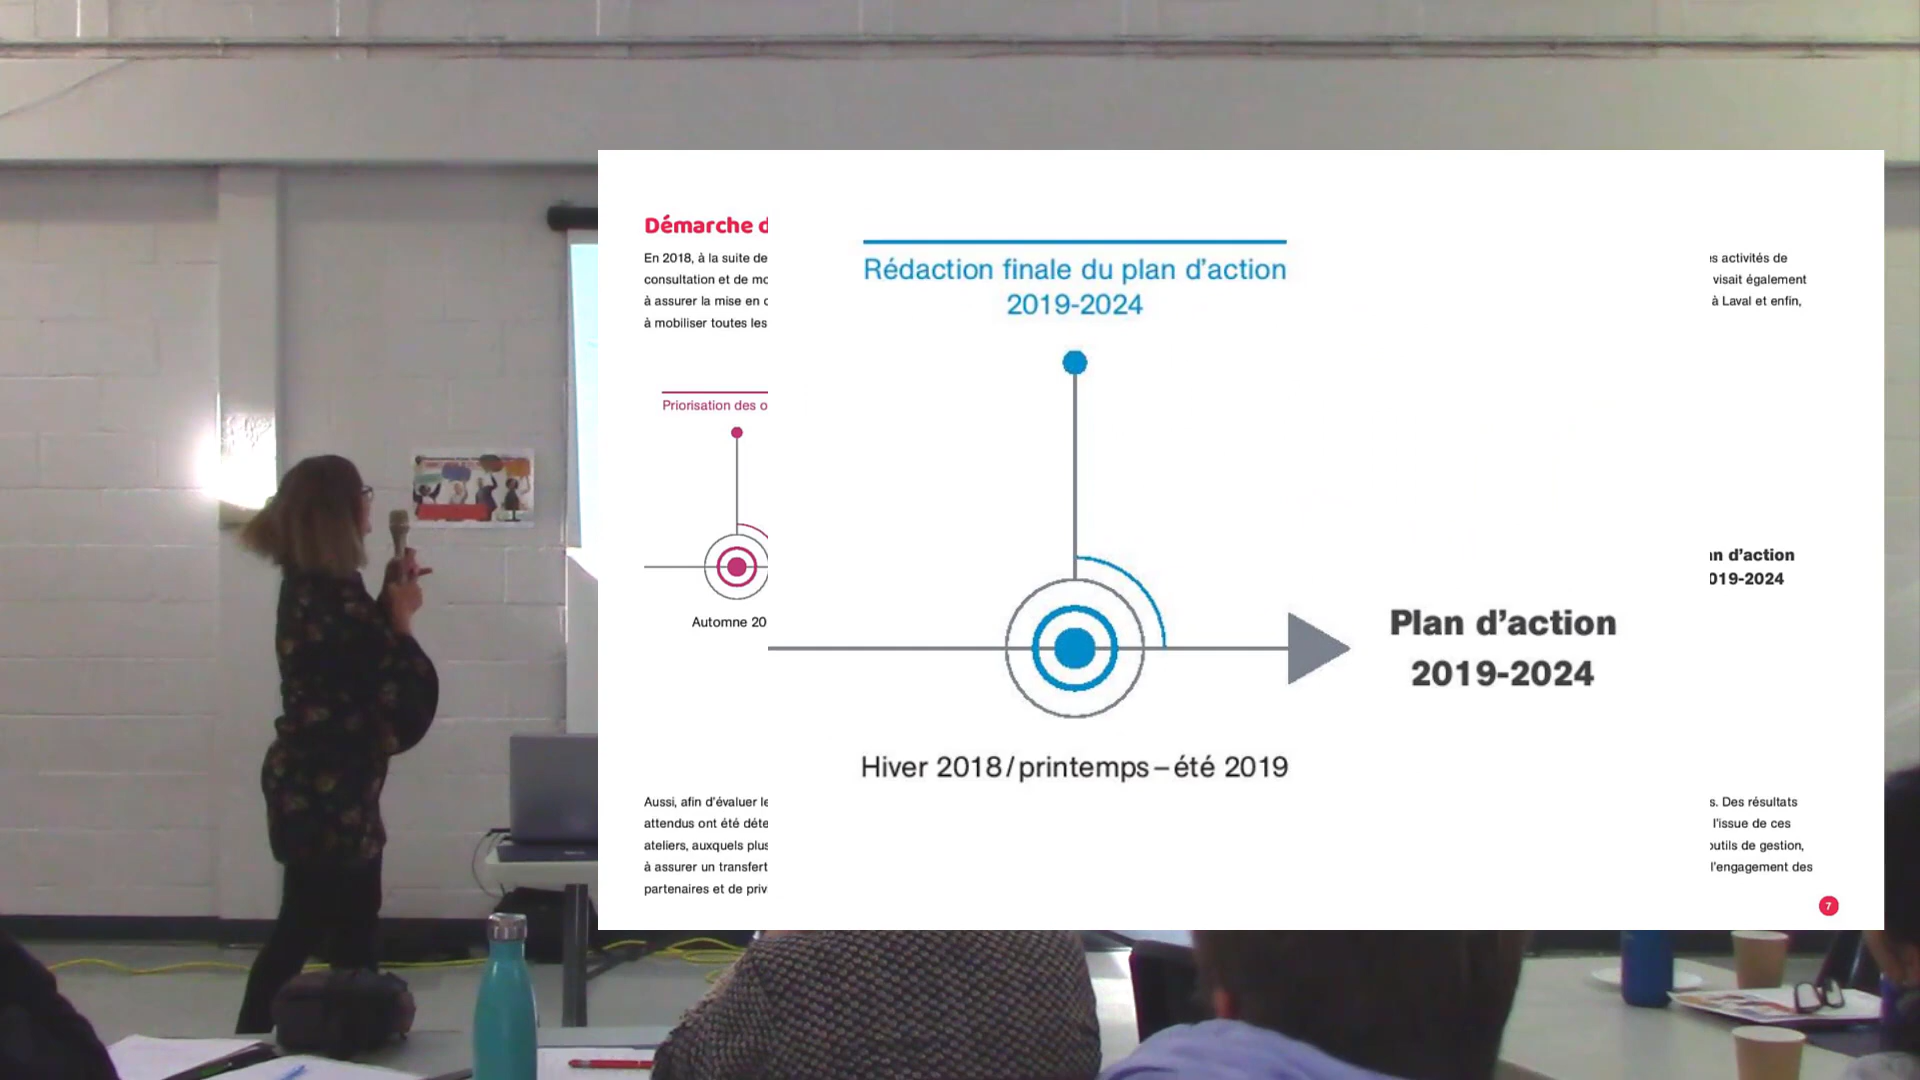 Démarche d
En 2018, à la suite de
consultation et de mo
à assurer la mise en
à mobiliser toutes les
Priorisation des o
Automne 20
Aussi, afin d'évaluer le
attendus ont été déte
ateliers, auxquels plus
à assurer un transfert
partenaires et de priv
Rédaction finale du plan d'action
2019-2024
Hiver 2018/printemps – été 2019
Plan d'action
2019-2024
s activités de
visait également
à Laval et enfin,
n d'action
019-2024
s. Des résultats
l'issue de ces
outils de gestion,
l'engagement des
7